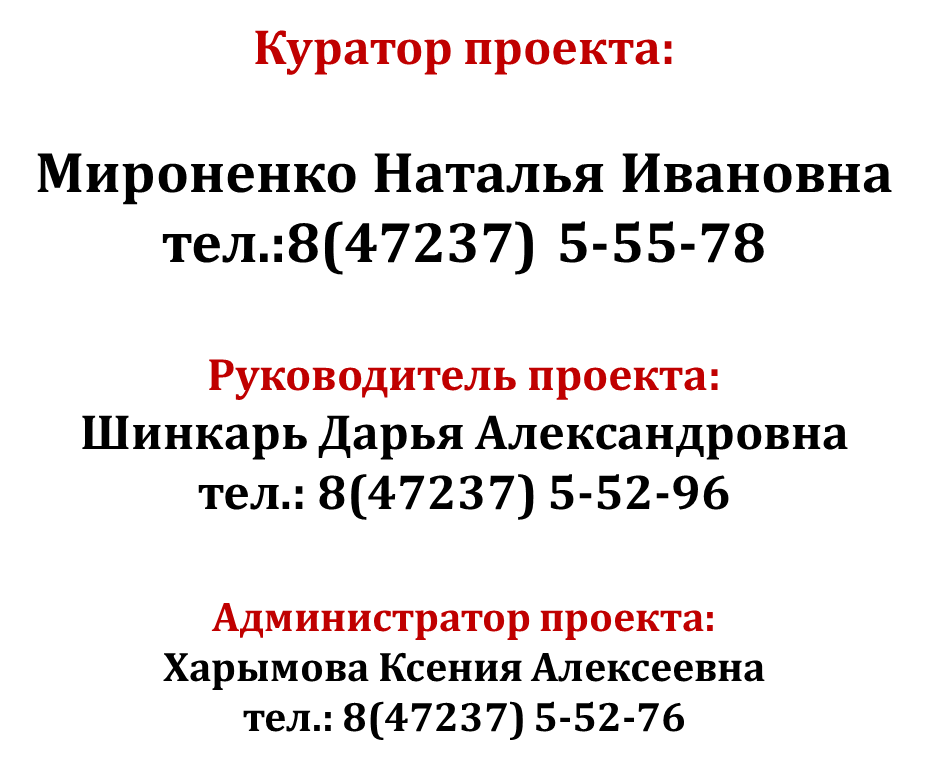 Куратор проекта:
Мироненко Наталья Ивановна
тел.:8(47237) 5-55-78
Руководитель проекта:
Шинкарь Дарья Александровна
тел.: 8(47237) 5-52-96
Администратор проекта:
Харымова Ксения Алексеевна
тел.: 8(47237) 5-52-76